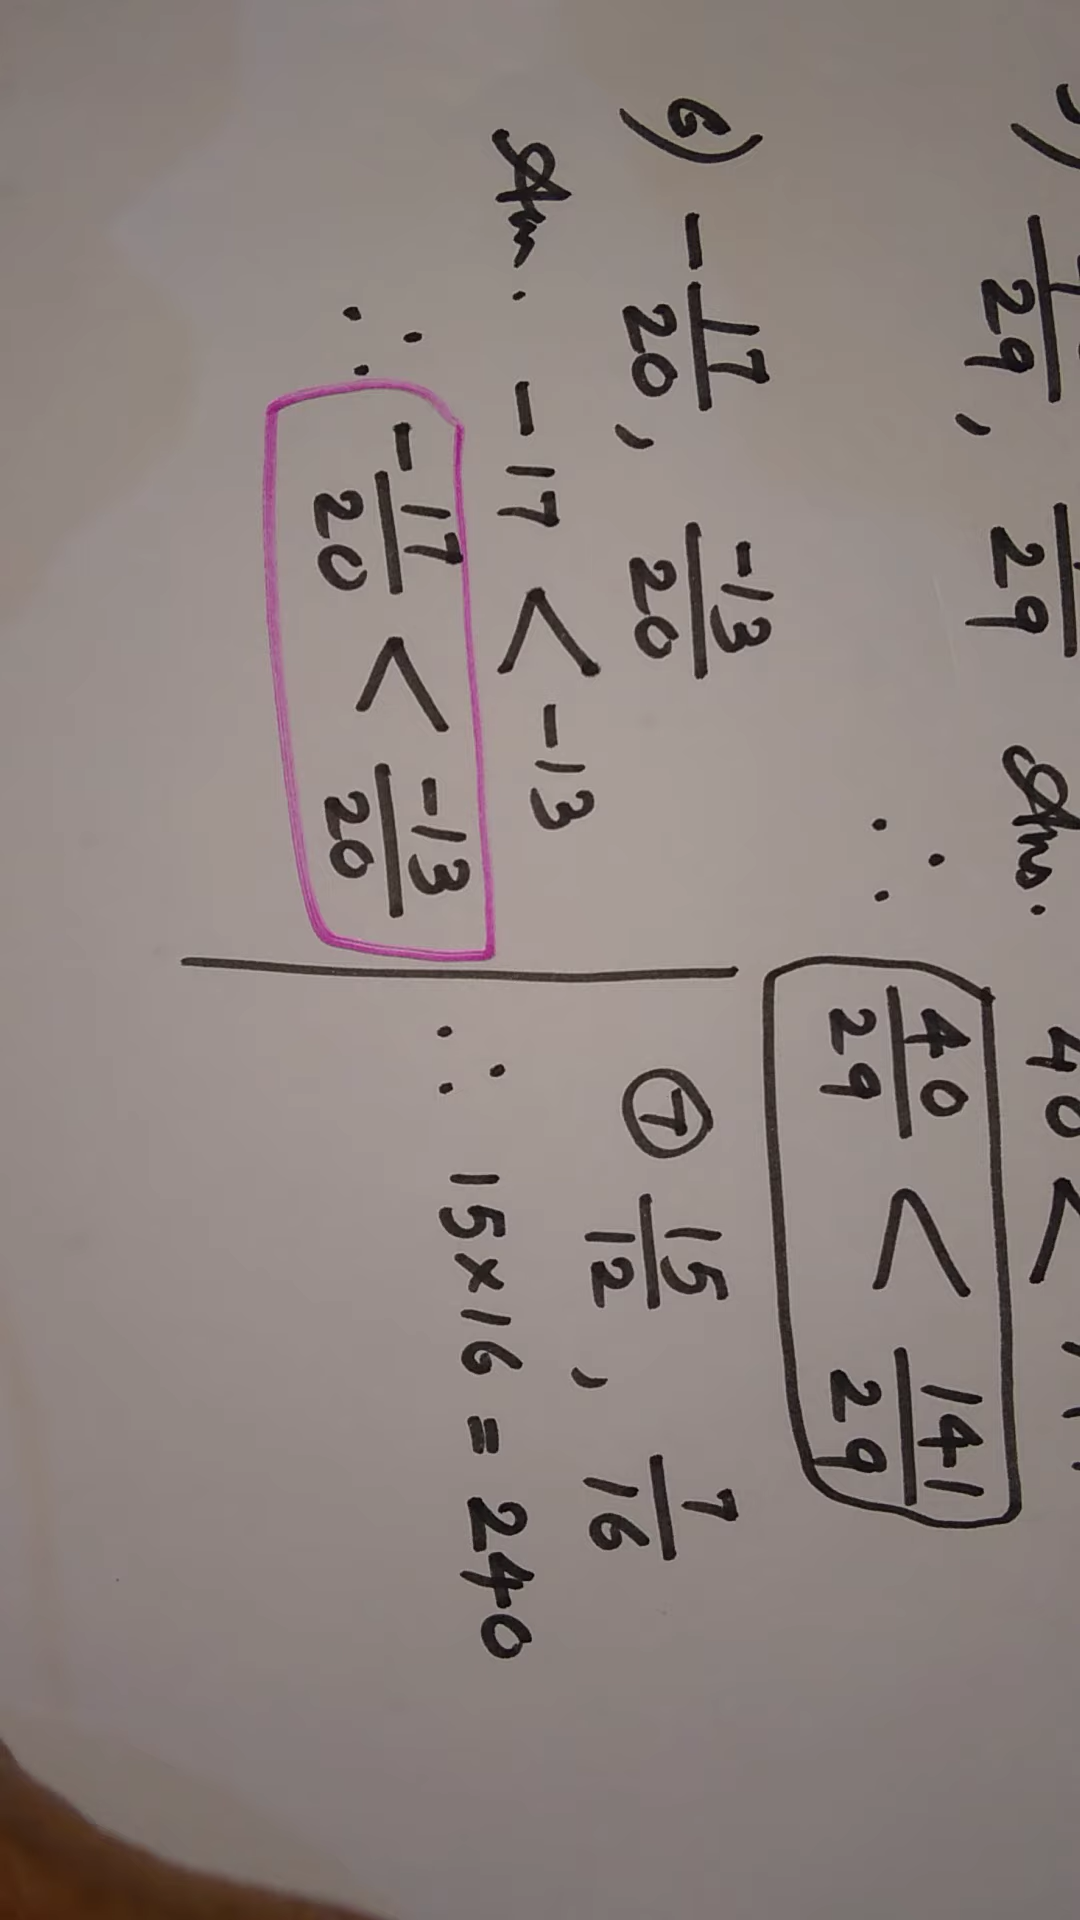 29 , 29
Ans. 40 <
∴ 40/29 < 141/29
6) -17/20 , -13/20
Ans. -17 < -13
∴ -17/20 < -13/20
⑦ 15/12 , 7/16
∴ 15×16 = 240